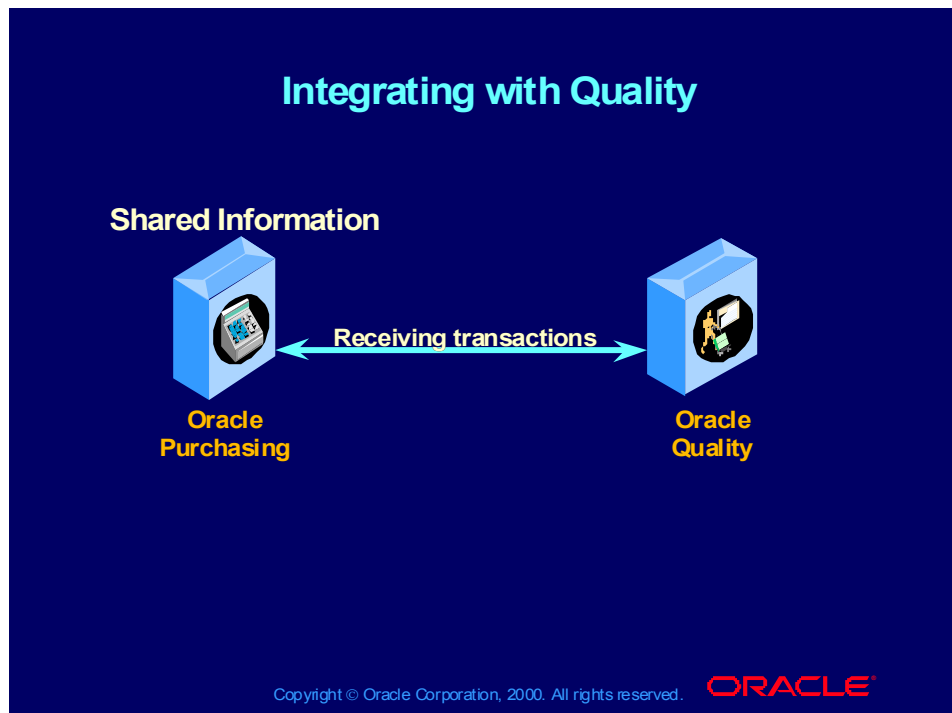 Integrating with Quality
Shared Information
Receiving transactions
Oracle
Purchasing
Oracle
Quality
Copyright © Oracle Corporation, 2000. All rights reserved.
ORACLE®